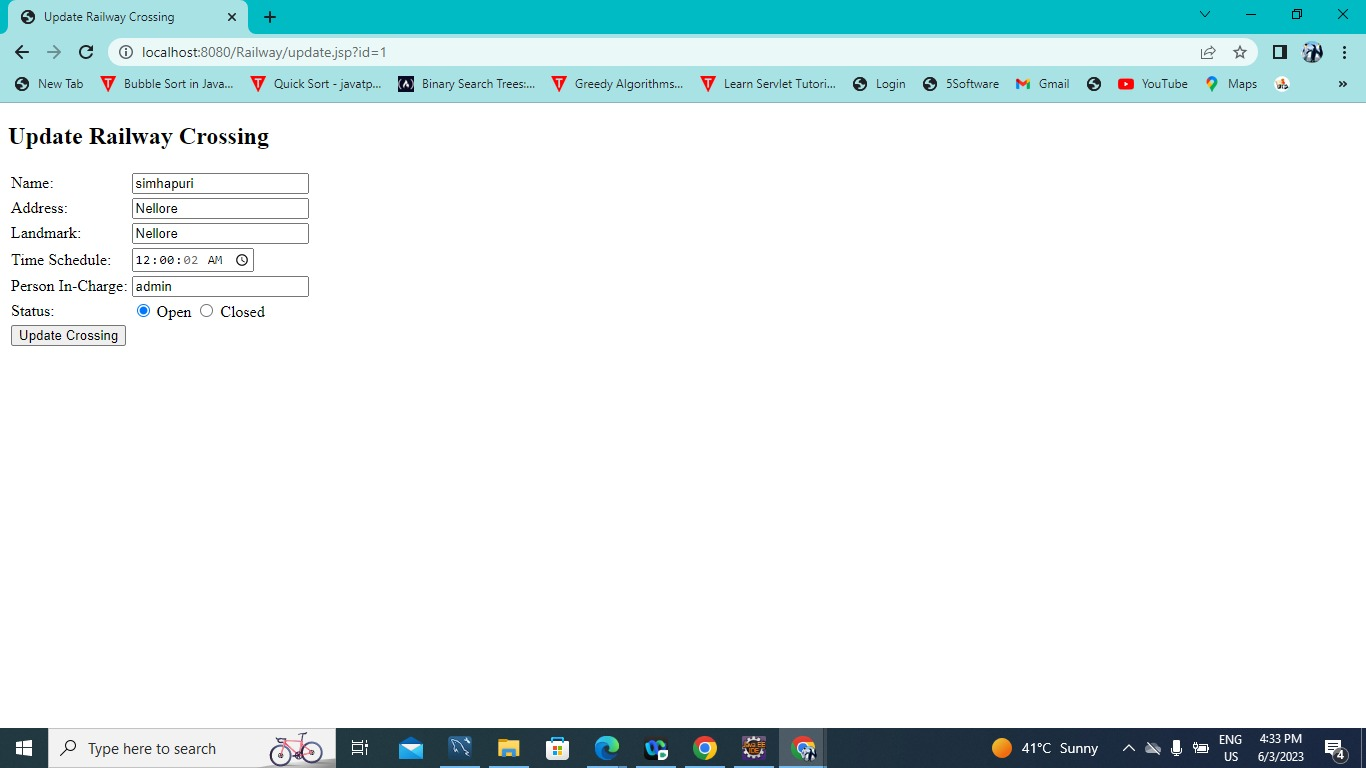 Update Railway Crossing
localhost:8080/Railway/update.jsp?id=1
New Tab
Bubble Sort in Java...
Quick Sort - javatp...
Binary Search Trees:...
Greedy Algorithms...
Learn Servlet Tutori...
Login
5Software
Gmail
YouTube
Maps
»
Update Railway Crossing
Name: simhapuri
Address: Nellore
Landmark: Nellore
Time Schedule: 12:00:02 AM
Person In-Charge: admin
Status: Open Closed
Update Crossing
Type here to search
41°C Sunny
ENG
US
4:33 PM
6/3/2023
4